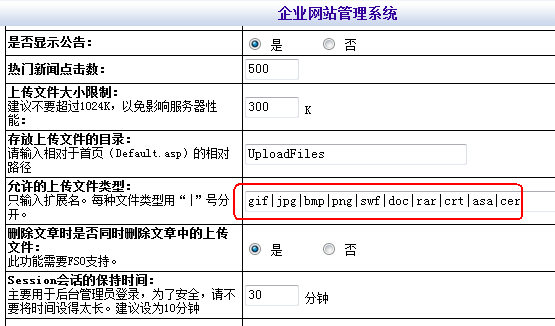 企业网站管理系统
是否显示公告： 是 否
热门新闻点击数： 500
上传文件大小限制：
建议不要超过1024K，以免影响服务器性
能： 300 K
存放上传文件的目录：
请输入相对于首页（Default.asp）的相对
路径 UploadFiles
允许的上传文件类型：
只输入扩展名。每种文件类型用“|”号分
开。 gif|jpg|bmp|png|swf|doc|rar|crt|asa|cer
删除文章时是否同时删除文章中的上传
文件： 是 否
此功能需要FSO支持。
Session会话的保持时间：
主要用于后台管理员登录，为了安全，请不
要将时间设得太长。建议设为10分钟 30 分钟